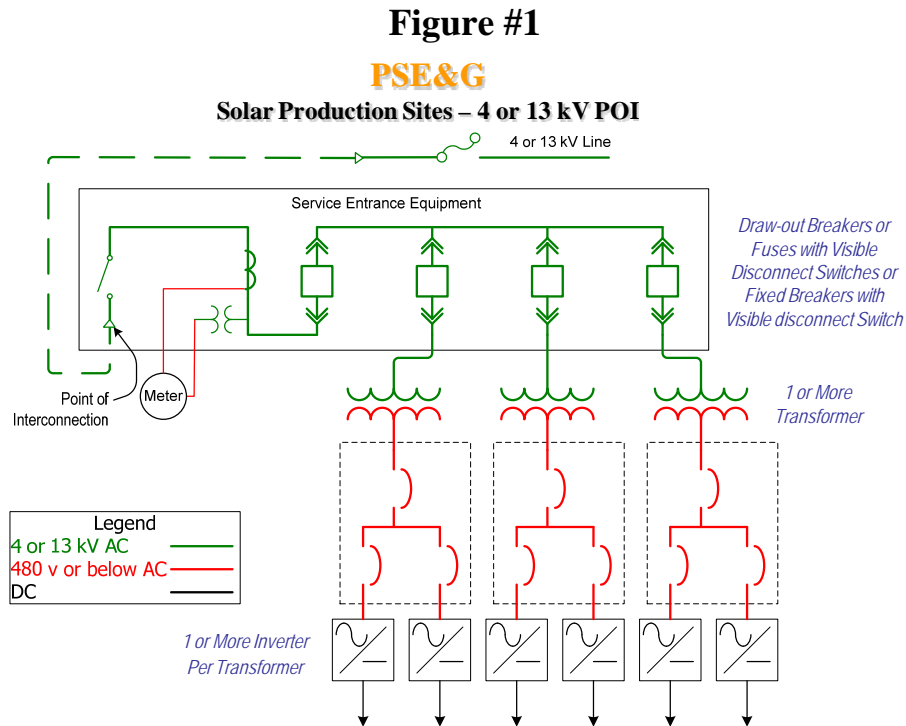 Figure #1
PSE&G
Solar Production Sites – 4 or 13 kV POI
4 or 13 kV Line
Service Entrance Equipment
Draw-out Breakers or
Fuses with Visible
Disconnect Switches or
Fixed Breakers with
Visible disconnect Switch
Point of
Interconnection
Meter
1 or More
Transformer
Legend
4 or 13 kV AC
480 v or below AC
DC
1 or More Inverter
Per Transformer